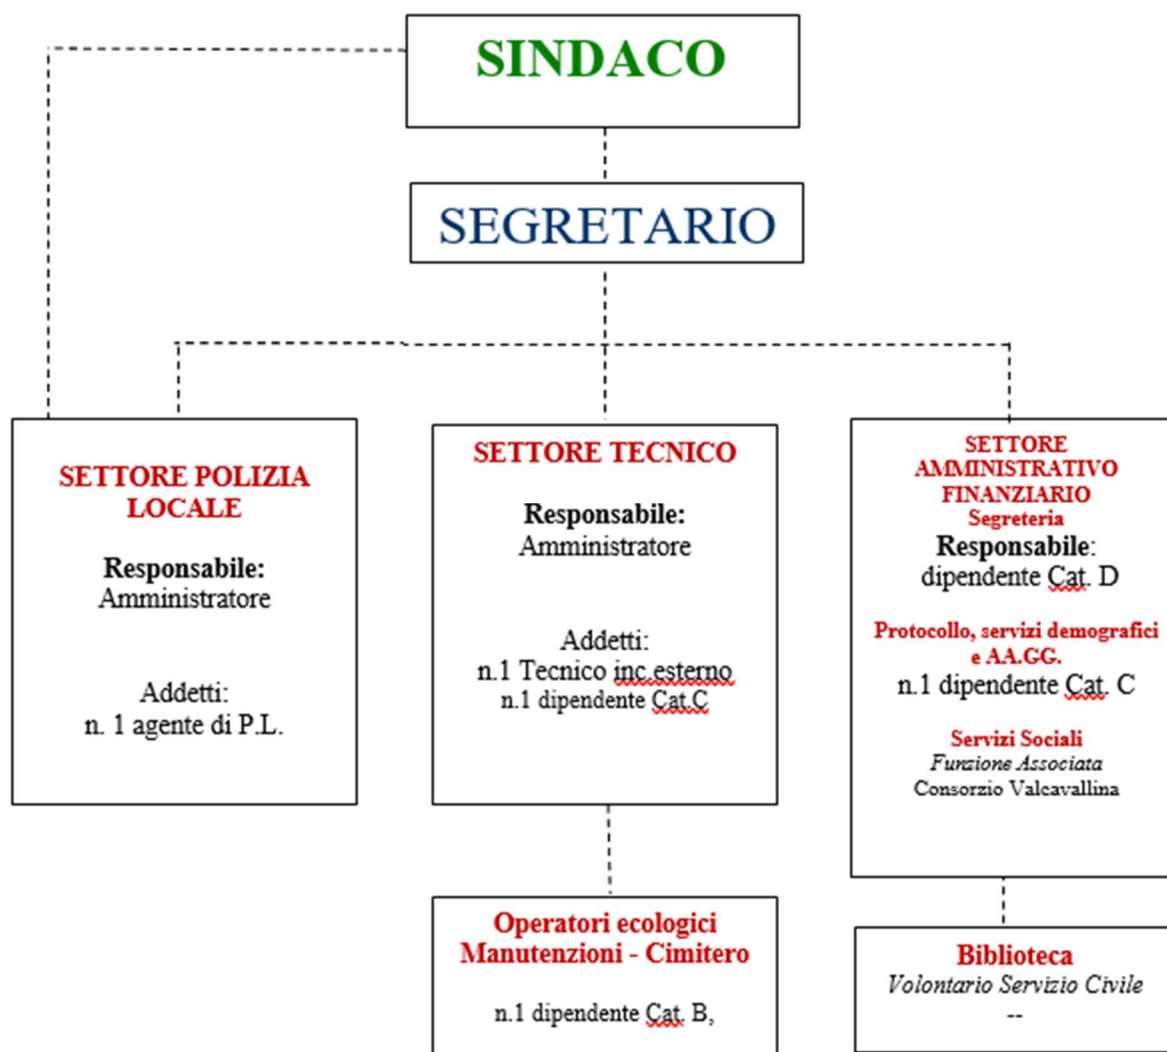 SINDACO
SEGRETARIO
SETTORE POLIZIA
LOCALE
Responsabile:
Amministratore
Addetti:
n. 1 agente di P.L.
SETTORE TECNICO
Responsabile:
Amministratore
Addetti:
n.1 Tecnico inc.esterno
n.1 dipendente Cat.C
SETTORE
AMMINISTRATIVO
FINANZIARIO
Segreteria
Responsabile:
dipendente Cat. D
Protocollo, servizi demografici
e AA.GG.
n.1 dipendente Cat. C
Servizi Sociali
Funzione Associata
Consorzio Valcavallina
Operatori ecologici
Manutenzioni - Cimitero
n.1 dipendente Cat. B,
Biblioteca
Volontario Servizio Civile
--